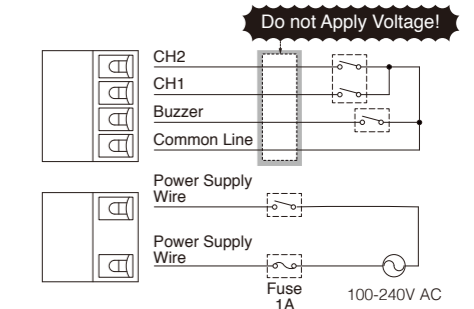 Do not Apply Voltage!
CH2
CH1
Buzzer
Common Line
Power Supply
Wire
Power Supply
Wire
Fuse
1A
100-240V AC